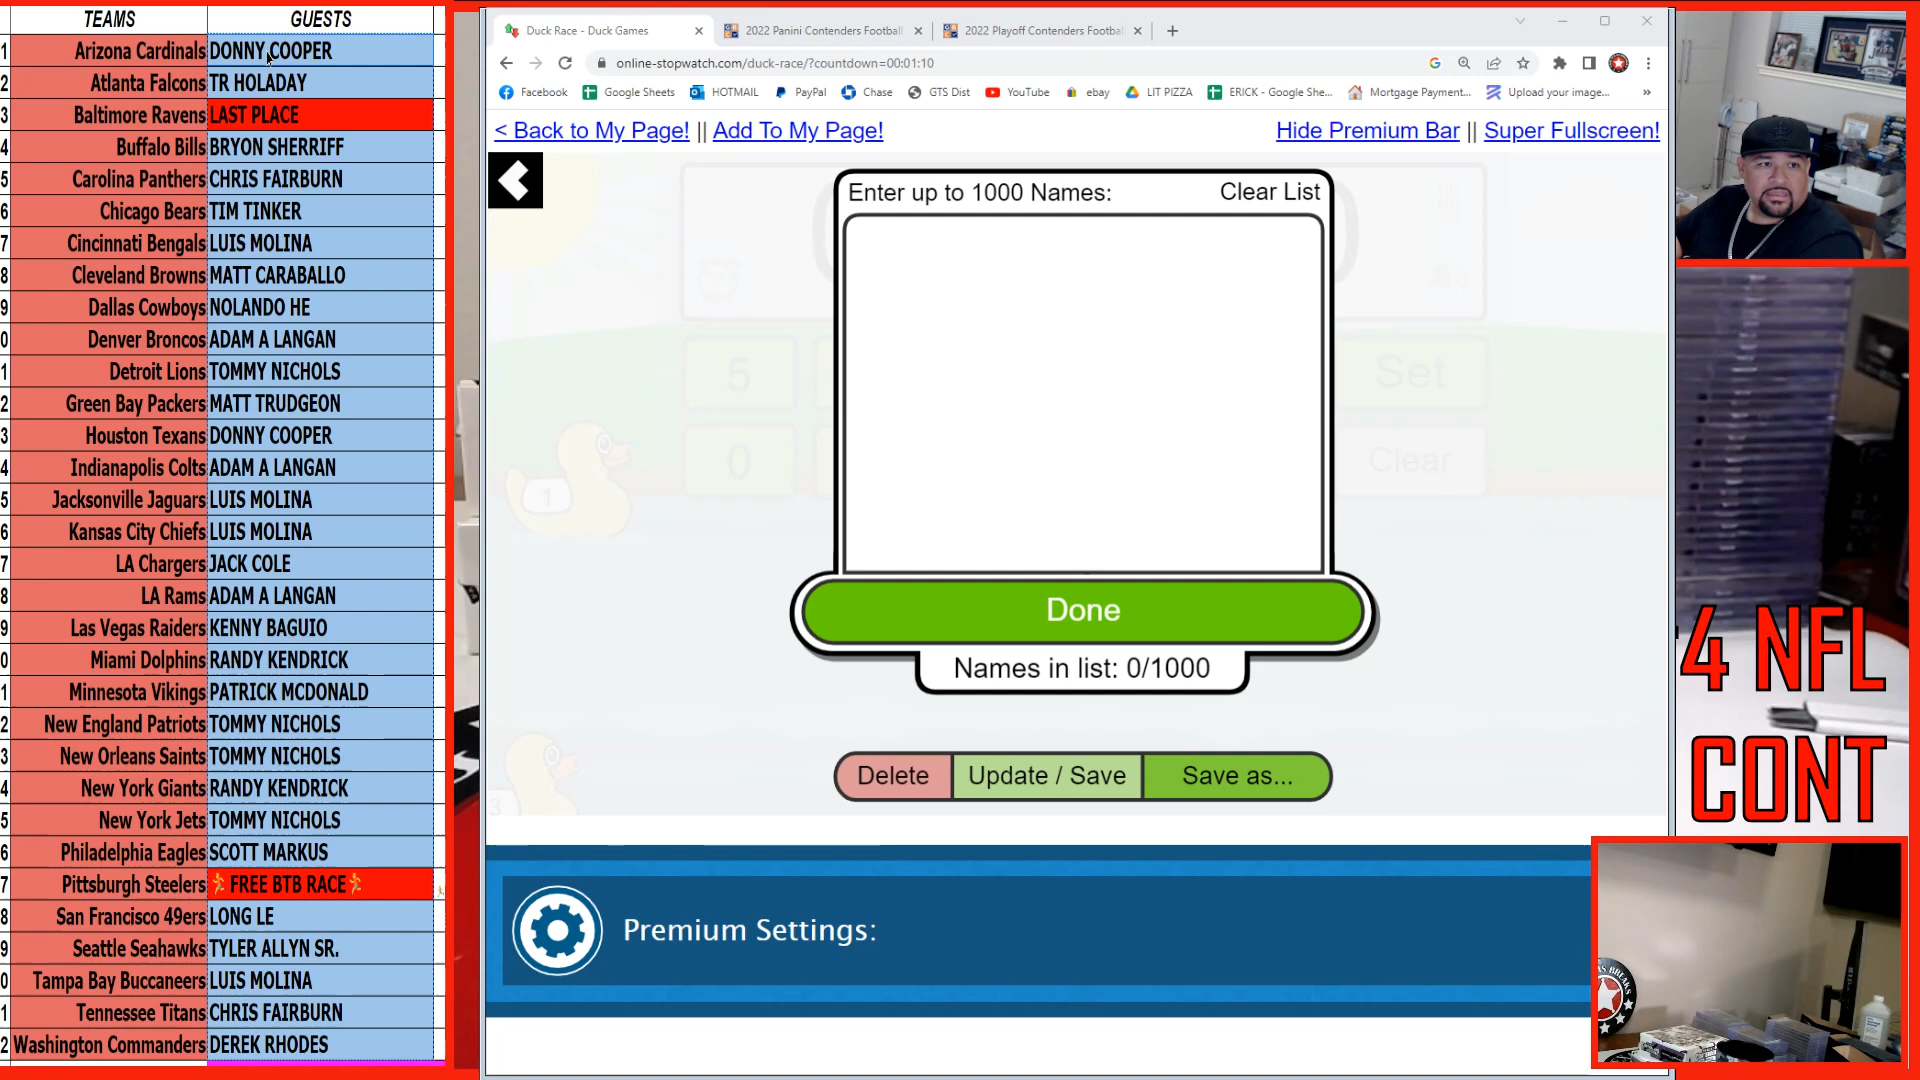 TEAMS GUESTS
1 Arizona Cardinals DONNY COOPER
2 Atlanta Falcons TR HOLADAY
3 Baltimore Ravens LAST PLACE
4 Buffalo Bills BRYON SHERRIFF
5 Carolina Panthers CHRIS FAIRBURN
6 Chicago Bears TIM TINKER
7 Cincinnati Bengals LUIS MOLINA
8 Cleveland Browns MATT CARABALLO
9 Dallas Cowboys NOLANDO HE
0 Denver Broncos ADAM A LANGAN
1 Detroit Lions TOMMY NICHOLS
2 Green Bay Packers MATT TRUDGEON
3 Houston Texans DONNY COOPER
4 Indianapolis Colts ADAM A LANGAN
5 Jacksonville Jaguars LUIS MOLINA
6 Kansas City Chiefs LUIS MOLINA
7 LA Chargers JACK COLE
8 LA Rams ADAM A LANGAN
9 Las Vegas Raiders KENNY BAGUIO
0 Miami Dolphins RANDY KENDRICK
1 Minnesota Vikings PATRICK MCDONALD
2 New England Patriots TOMMY NICHOLS
3 New Orleans Saints TOMMY NICHOLS
4 New York Giants RANDY KENDRICK
5 New York Jets TOMMY NICHOLS
6 Philadelphia Eagles SCOTT MARKUS
7 Pittsburgh Steelers 🏃FREE BTB RACE🏃
8 San Francisco 49ers LONG LE
9 Seattle Seahawks TYLER ALLYN SR.
0 Tampa Bay Buccaneers LUIS MOLINA
1 Tennessee Titans CHRIS FAIRBURN
2 Washington Commanders DEREK RHODES
Duck Race - Duck Games
2022 Panini Contenders Football
2022 Playoff Contenders Footba
online-stopwatch.com/duck-race/?countdown=00:01:10
Facebook Google Sheets HOTMAIL PayPal Chase GTS Dist YouTube ebay LIT PIZZA ERICK - Google She... Mortgage Payment... Upload your image... »
< Back to My Page! || Add To My Page!
Hide Premium Bar || Super Fullscreen!
Enter up to 1000 Names: Clear List
5 Set
0 Clear
1
Done
Names in list: 0/1000
3
Delete Update / Save Save as...
Premium Settings:
4 NFL
CONT